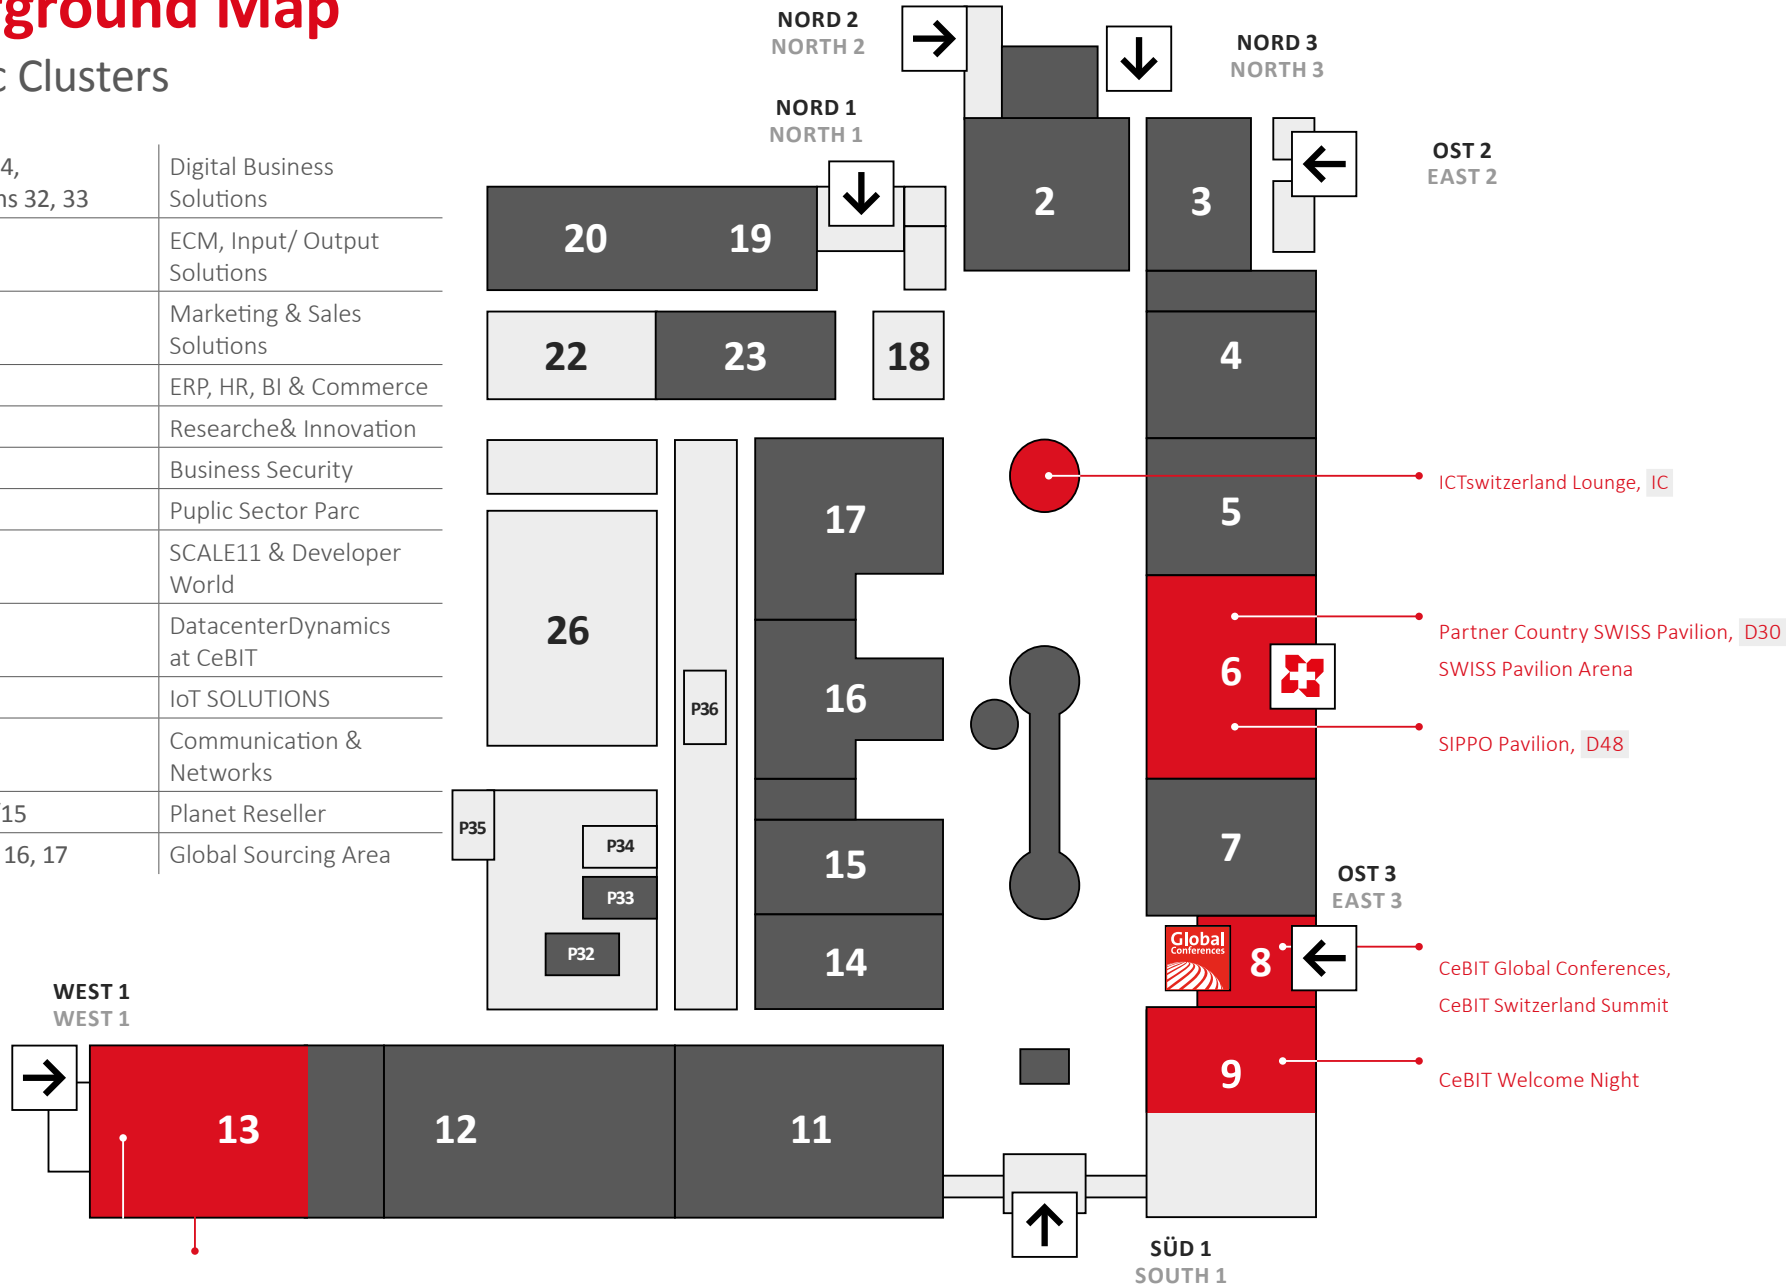 rground Map
c Clusters
4,
ns 32, 33
Digital Business
Solutions
ECM, Input/ Output
Solutions
Marketing & Sales
Solutions
ERP, HR, BI & Commerce
Researche& Innovation
Business Security
Puplic Sector Parc
SCALE11 & Developer
World
DatacenterDynamics
at CeBIT
IoT SOLUTIONS
Communication &
Networks
/15
Planet Reseller
16, 17
Global Sourcing Area
NORD 2
NORTH 2
NORD 3
NORTH 3
NORD 1
NORTH 1
OST 2
EAST 2
2
3
20
19
22
23
18
4
17
5
ICTswitzerland Lounge, IC
26
P36
16
6
Partner Country SWISS Pavilion, D30
SWISS Pavilion Arena
SIPPO Pavilion, D48
P35
P34
P33
P32
15
14
7
OST 3
EAST 3
Global
Conferences
8
CeBIT Global Conferences,
CeBIT Switzerland Summit
9
CeBIT Welcome Night
WEST 1
WEST 1
13
12
11
SÜD 1
SOUTH 1